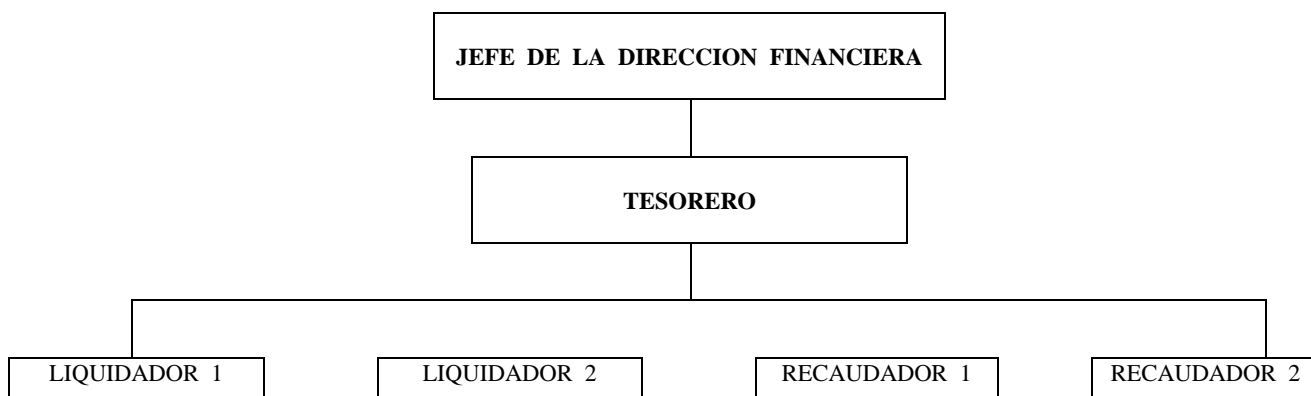 JEFE DE LA DIRECCION FINANCIERA
TESORERO
LIQUIDADOR 1
LIQUIDADOR 2
RECAUDADOR 1
RECAUDADOR 2